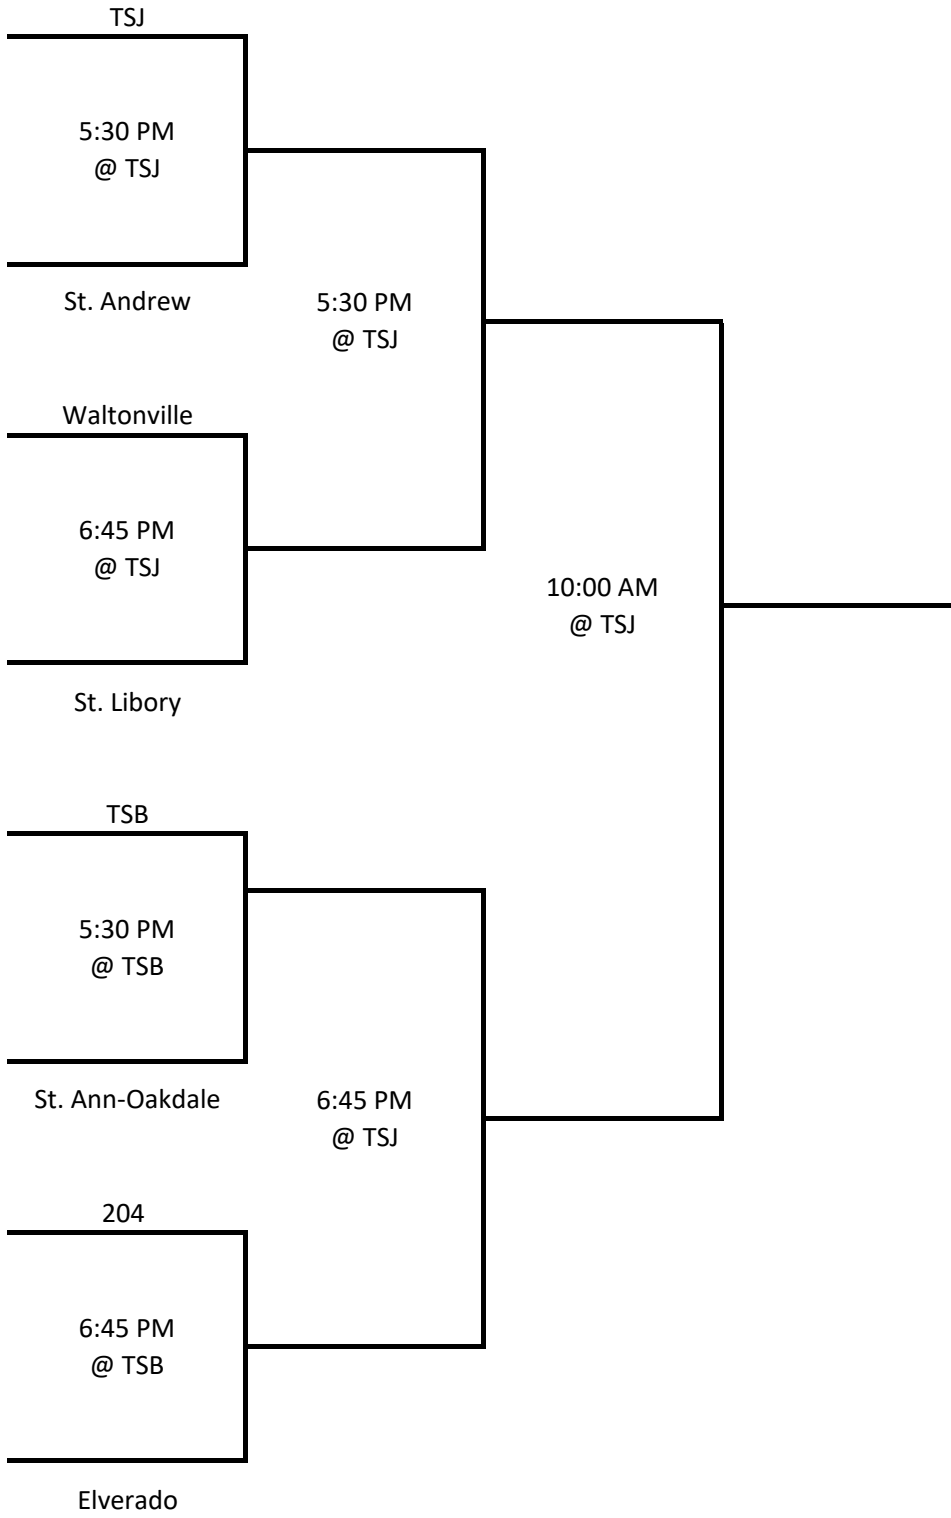 TSJ
5:30 PM
@ TSJ
St. Andrew
5:30 PM
@ TSJ
Waltonville
6:45 PM
@ TSJ
10:00 AM
@ TSJ
St. Libory
TSB
5:30 PM
@ TSB
St. Ann-Oakdale
6:45 PM
@ TSJ
204
6:45 PM
@ TSB
Elverado